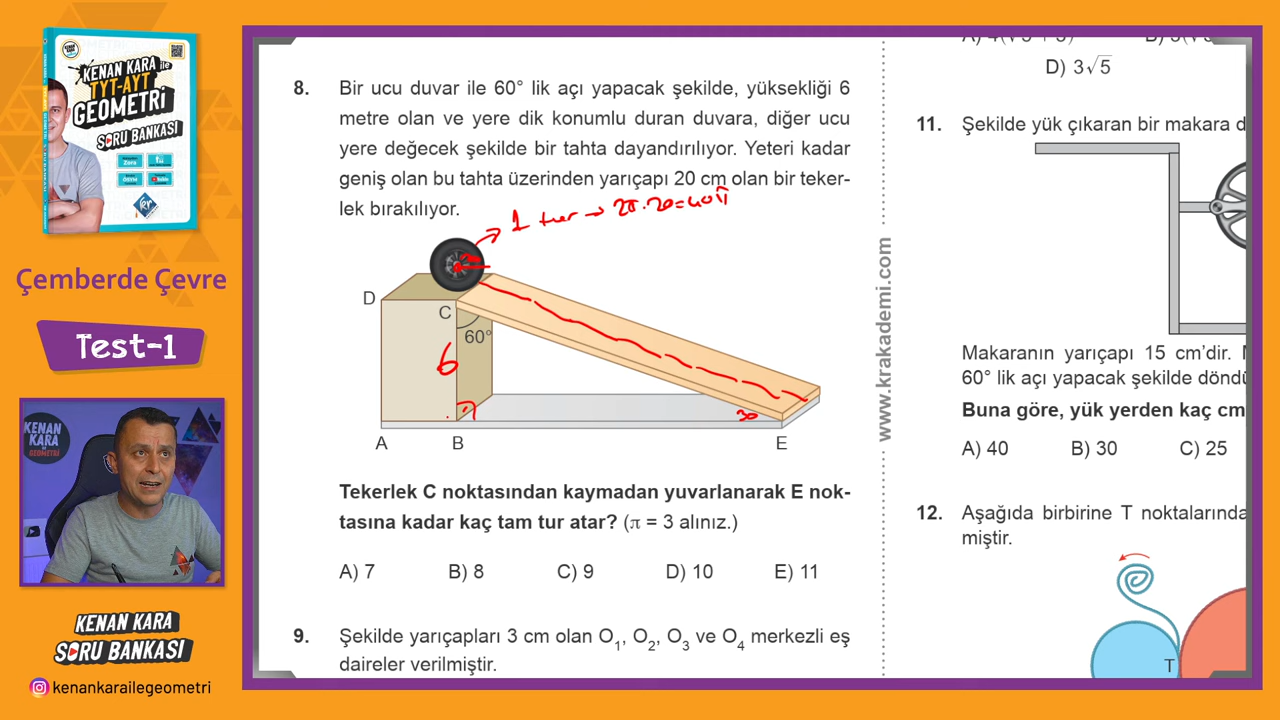 KENAN KARA ile
TYT-AYT
GEOMETRİ
SORU BANKASI
Çemberde Çevre
Test-1
KENAN KARA
SORU BANKASI
kenankarailegeometri
8. Bir ucu duvar ile 60° lik açı yapacak şekilde, yüksekliği 6
metre olan ve yere dik konumlu duran duvara, diğer ucu
yere değecek şekilde bir tahta dayandırılıyor. Yeteri kadar
geniş olan bu tahta üzerinden yarıçapı 20 cm olan bir teker-
lek bırakılıyor.
1 tur → 2π.20=40π
D
C
60°
6
30
A B E
Tekerlek C noktasından kaymadan yuvarlanarak E nok-
tasına kadar kaç tam tur atar? (π = 3 alınız.)
A) 7 B) 8 C) 9 D) 10 E) 11
9. Şekilde yarıçapları 3 cm olan O1, O2, O3 ve O4 merkezli eş
daireler verilmiştir.
www.krakademi.com
D) 3√5
11. Şekilde yük çıkaran bir makara d
Makaranın yarıçapı 15 cm'dir.
60° lik açı yapacak şekilde döndü
Buna göre, yük yerden kaç cm
A) 40 B) 30 C) 25
12. Aşağıda birbirine T noktalarında
miştir.
T